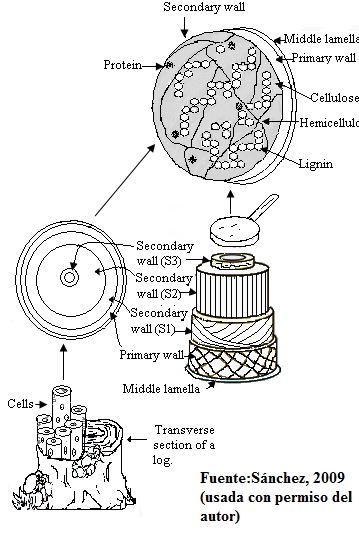 Secondary wall
Middle lamella
Primary wall
Protein
Cellulose
Hemicellulo
Lignin
Secondary
wall (S3)
Secondary
wall (S2)
Secondary
wall (S1)
Primary wall
Middle lamella
Cells
Transverse
section of a
log.
Fuente:Sánchez, 2009
(usada con permiso del
autor)